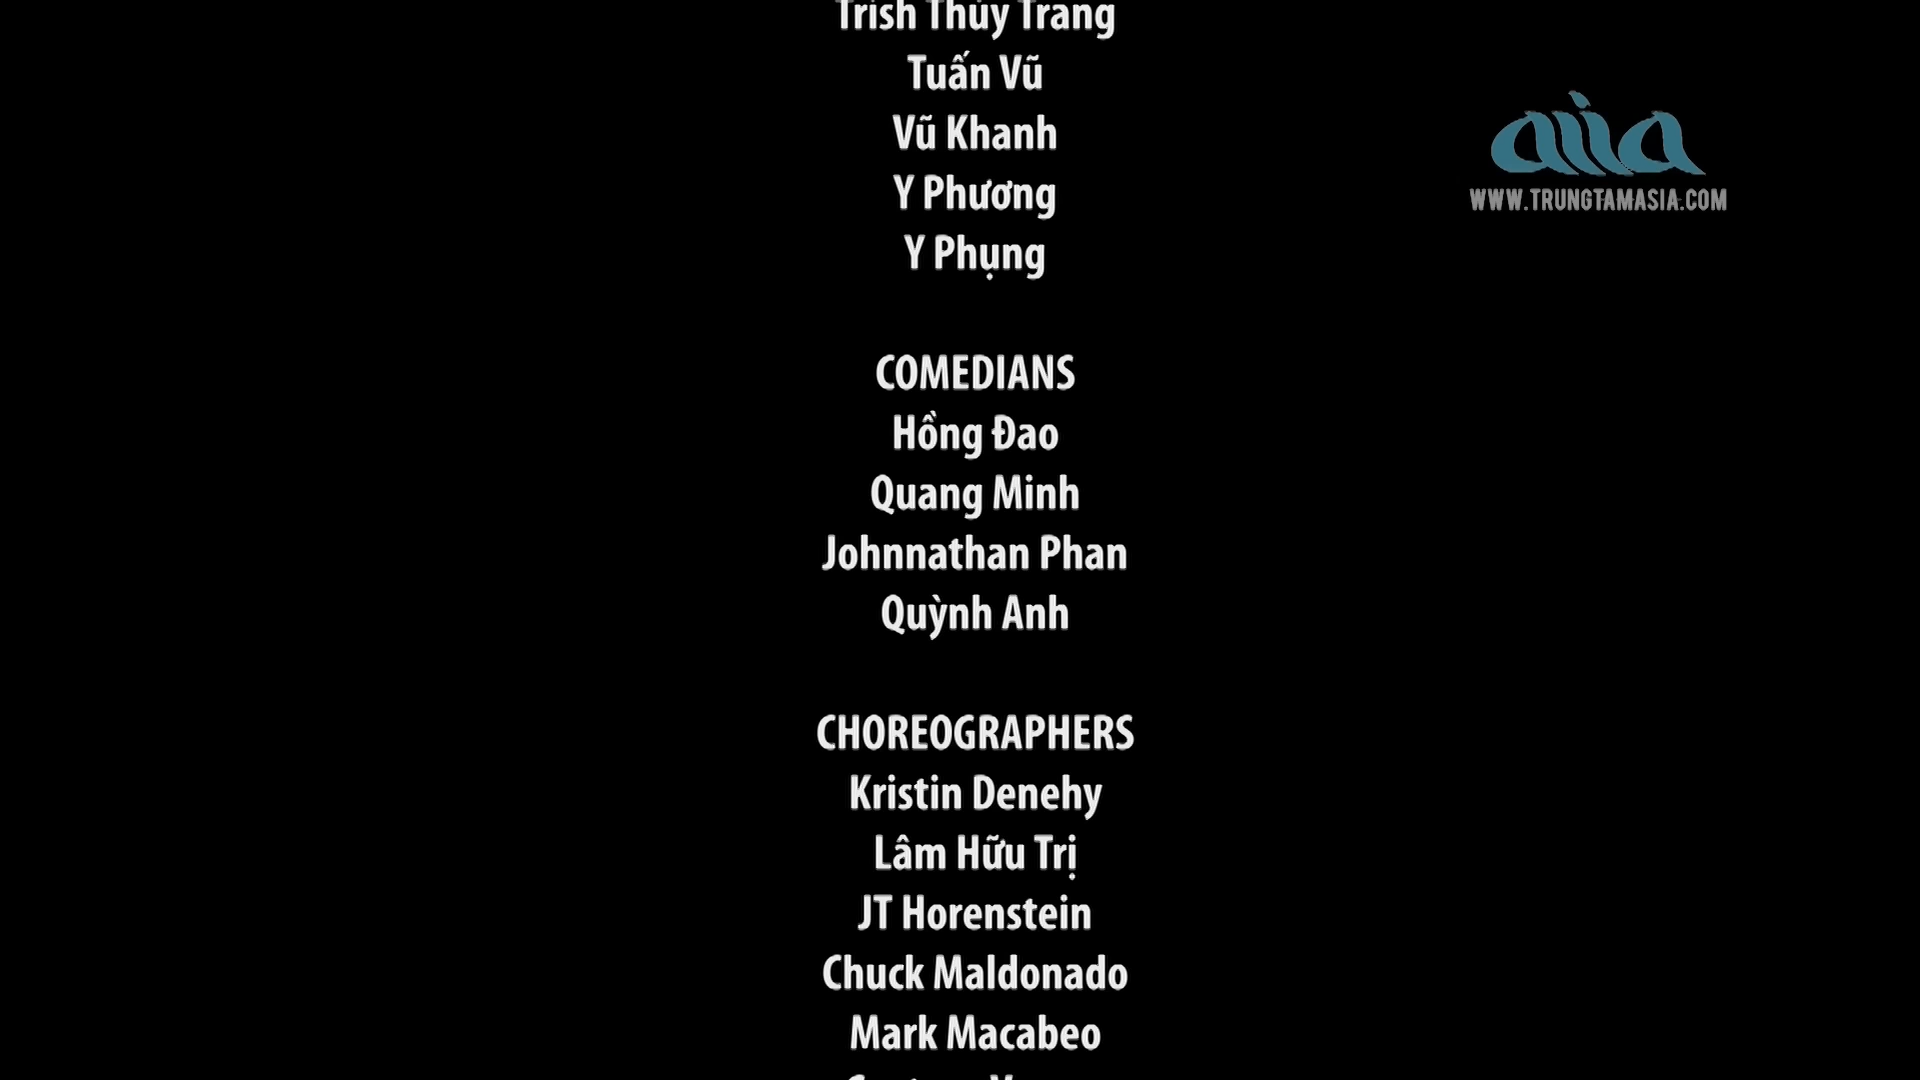 Trish Thùy Trang
Tuấn Vũ
Vũ Khanh
Y Phương
Y Phụng
COMEDIANS
Hồng Đao
Quang Minh
Johnnathan Phan
Quỳnh Anh
CHOREOGRAPHERS
Kristin Denehy
Lâm Hữu Trị
JT Horenstein
Chuck Maldonado
Mark Macabeo
asia
WWW.TRUNGTAMASIA.COM